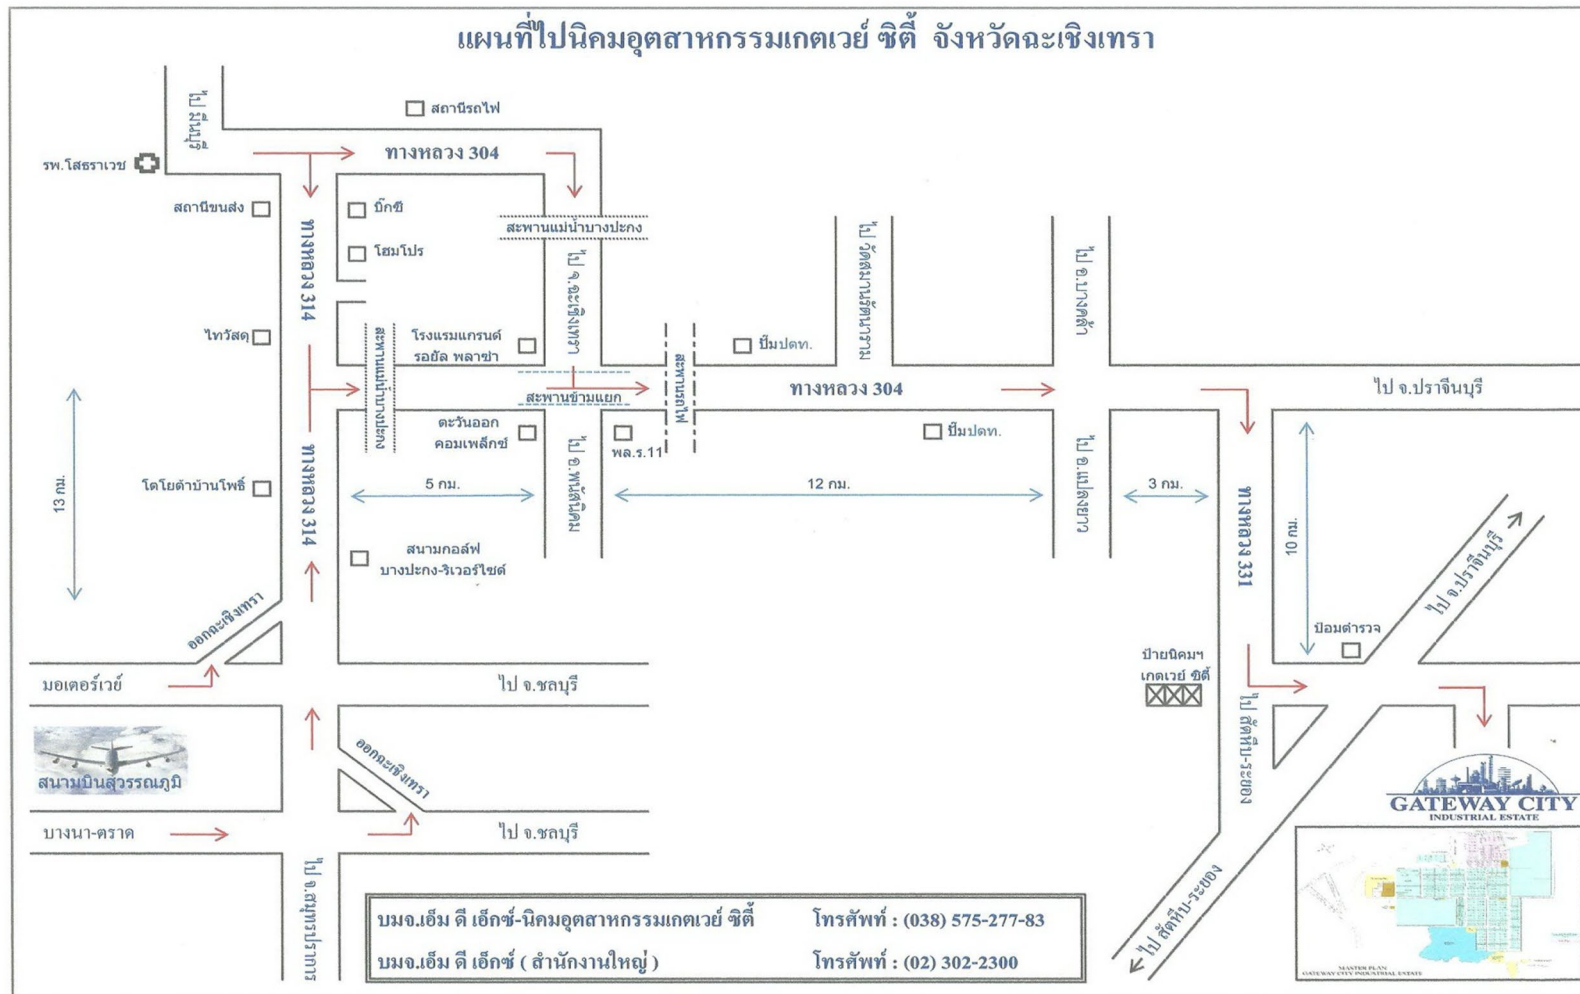 แผนที่ไปนิคมอุตสาหกรรมเกตเวย์ ซิตี้ จังหวัดฉะเชิงเทรา
ไป มีนบุรี
สถานีรถไฟ
ทางหลวง 304
รพ.โสธราเวช
สถานีขนส่ง
บิ๊กซี
โฮมโปร
ทางหลวง 314
สะพานแม่น้ำบางปะกง
ไป จ.ฉะเชิงเทรา
ไป วัดสมานรัตนาราม
ไป อ.บางคล้า
ไทวัสดุ
สะพานแม่น้ำบางปะกง
โรงแรมแกรนด์
รอยัล พลาซ่า
สะพานรถไฟ
ปั๊มปตท.
สะพานข้ามแยก
ทางหลวง 304
ไป จ.ปราจีนบุรี
ตะวันออก
คอมเพล็กซ์
พล.ร.11
ปั๊มปตท.
13 กม.
โตโยต้าบ้านโพธิ์
ทางหลวง 314
5 กม.
ไป อ.พนัสนิคม
12 กม.
ไป อ.แปลงยาว
3 กม.
ทางหลวง 331
10 กม.
ไป จ.ปราจีนบุรี
สนามกอล์ฟ
บางปะกง-ริเวอร์ไซด์
ออกฉะเชิงเทรา
ป้อมตำรวจ
ป้ายนิคมฯ
เกตเวย์ ซิตี้
มอเตอร์เวย์
ไป จ.ชลบุรี
ไป สัตหีบ-ระยอง
สนามบินสุวรรณภูมิ
ออกฉะเชิงเทรา
GATEWAY CITY
INDUSTRIAL ESTATE
บางนา-ตราด
ไป จ.ชลบุรี
ไป จ.สมุทรปราการ
ไป สัตหีบ-ระยอง
บมจ.เอ็ม ดี เอ็กซ์-นิคมอุตสาหกรรมเกตเวย์ ซิตี้ โทรศัพท์ : (038) 575-277-83
บมจ.เอ็ม ดี เอ็กซ์ ( สำนักงานใหญ่ ) โทรศัพท์ : (02) 302-2300
MASTER PLAN
GATEWAY CITY INDUSTRIAL ESTATE